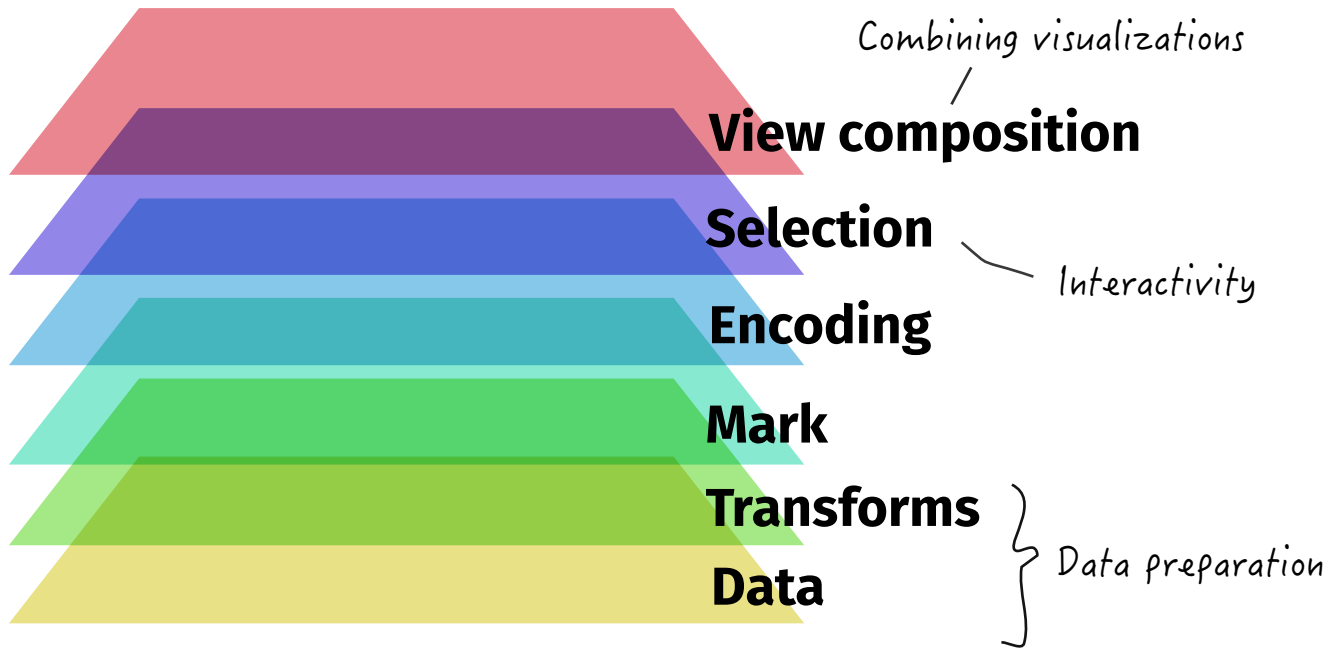 Combining visualizations
View composition
Selection
Interactivity
Encoding
Mark
Transforms
Data preparation
Data